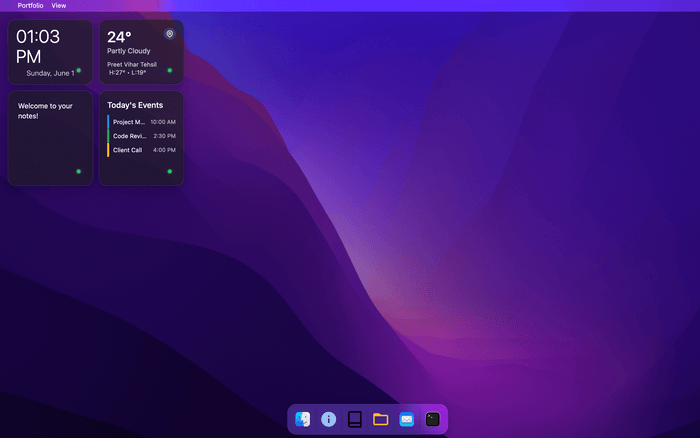 Portfolio View
01:03
PM
Sunday, June 1
24°
Partly Cloudy
Preet Vihar Tehsil
H:27° • L:19°
Welcome to your
notes!
Today's Events
Project M... 10:00 AM
Code Revi... 2:30 PM
Client Call 4:00 PM